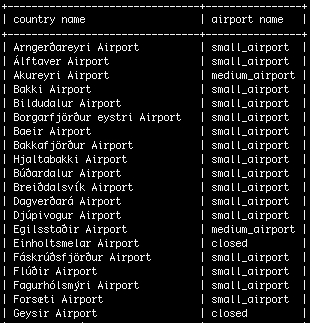 country name | airport name
Arngerðareyri Airport | small_airport
Álftaver Airport | small_airport
Akureyri Airport | medium_airport
Bakki Airport | small_airport
Bildudalur Airport | small_airport
Borgarfjörður eystri Airport | small_airport
Baeir Airport | small_airport
Bakkafjörður Airport | small_airport
Hjaltabakki Airport | small_airport
Búðardalur Airport | small_airport
Breiðdalsvík Airport | small_airport
Dagverðará Airport | small_airport
Djúpivogur Airport | small_airport
Egilsstaðir Airport | medium_airport
Einholtsmelar Airport | closed
Fáskrúðsfjörður Airport | small_airport
Flúðir Airport | small_airport
Fagurhólsmýri Airport | small_airport
Forsæti Airport | small_airport
Geysir Airport | closed